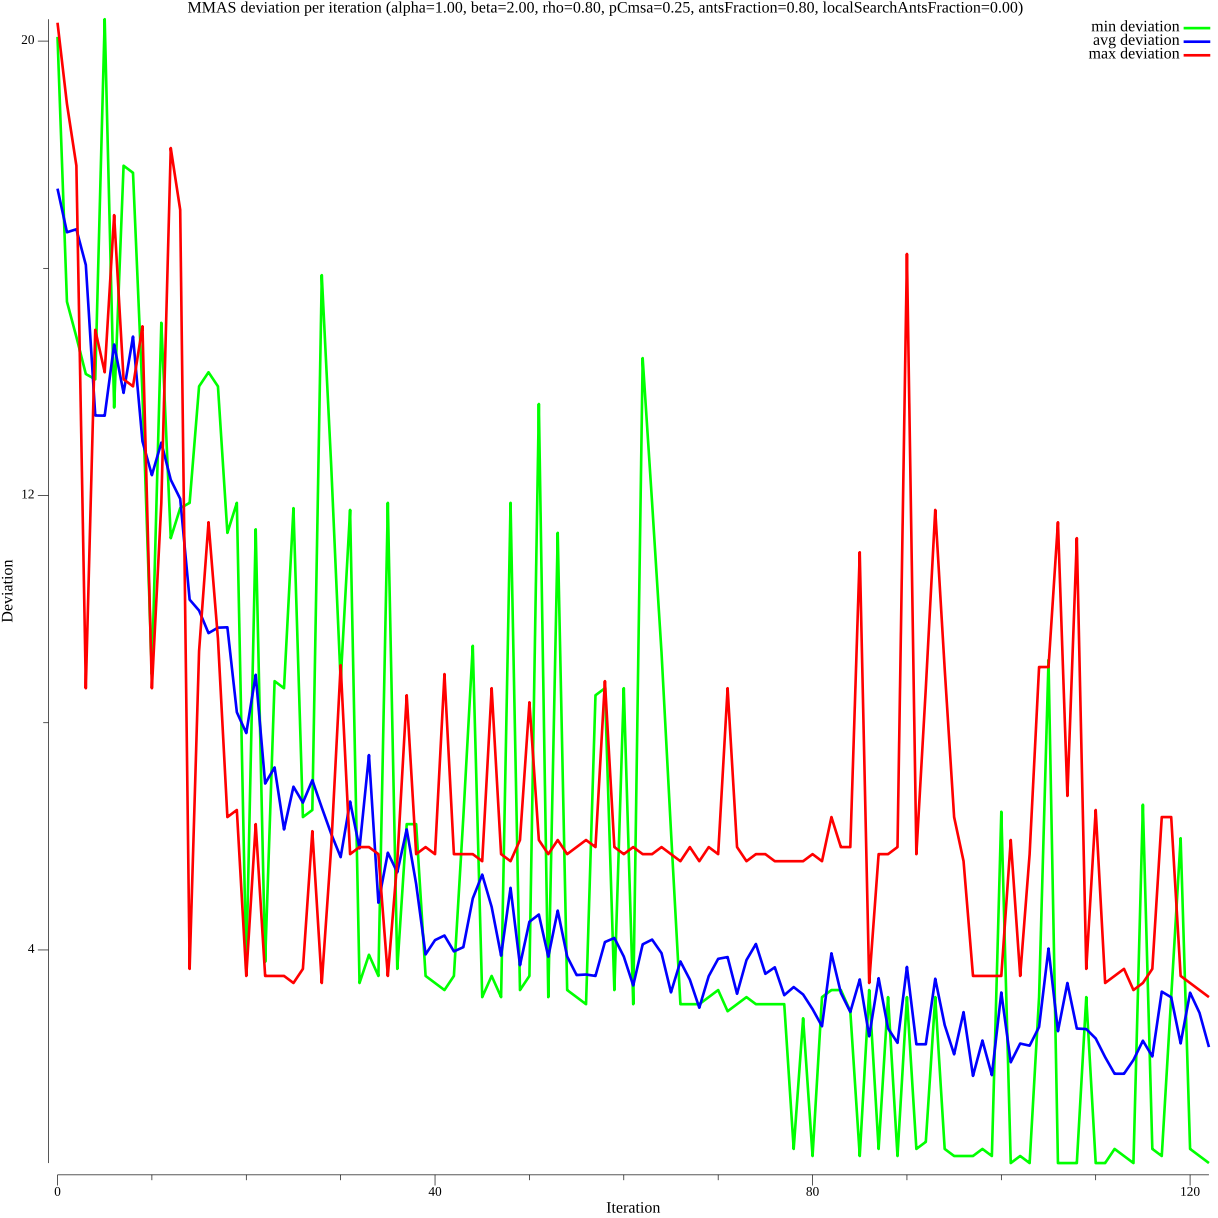 MMAS deviation per iteration (alpha=1.00, beta=2.00, rho=0.80, pCmsa=0.25, antsFraction=0.80, localSearchAntsFraction=0.00)
min deviation
avg deviation
max deviation
20
12
4
Deviation
0
40
80
120
Iteration